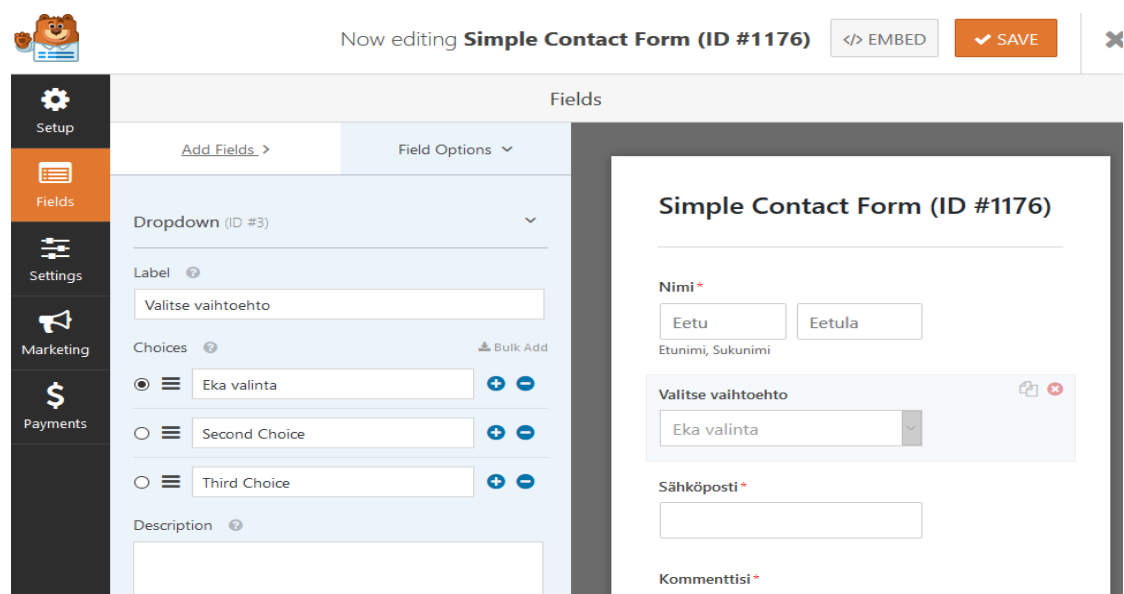 Now editing Simple Contact Form (ID #1176)
</> EMBED
SAVE
Setup
Fields
Settings
Marketing
Payments
Fields
Add Fields >
Field Options
Dropdown (ID #3)
Label
Valitse vaihtoehto
Choices
Bulk Add
Eka valinta
Second Choice
Third Choice
Description
Simple Contact Form (ID #1176)
Nimi *
Eetu
Eetula
Etunimi, Sukunimi
Valitse vaihtoehto
Eka valinta
Sähköposti *
Kommenttisi *